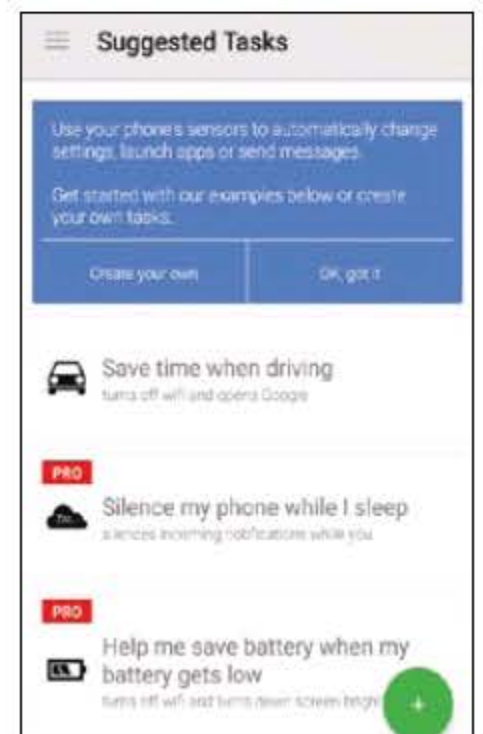 Suggested Tasks
Use your phone's sensors to automatically change
settings, launch apps or send messages.
Get started with our examples below or create
your own tasks.
Create your own
OK, got it
Save time when driving
turns off wifi and opens Google
PRO
Silence my phone while I sleep
silences incoming notifications while you
PRO
Help me save battery when my
battery gets low
turns off wifi and turns down screen brigh
+